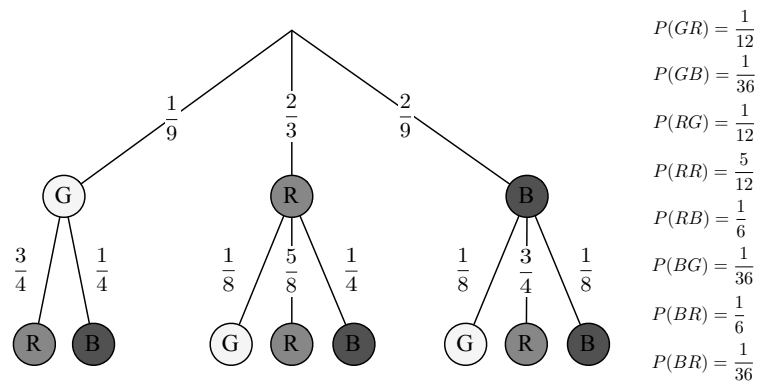 1/9 2/3 2/9
G R B
3/4 1/4 1/8 5/8 1/4 1/8 3/4 1/8
R B G R B G R B
P(GR) = 1/12
P(GB) = 1/36
P(RG) = 1/12
P(RR) = 5/12
P(RB) = 1/6
P(BG) = 1/36
P(BR) = 1/6
P(BR) = 1/36